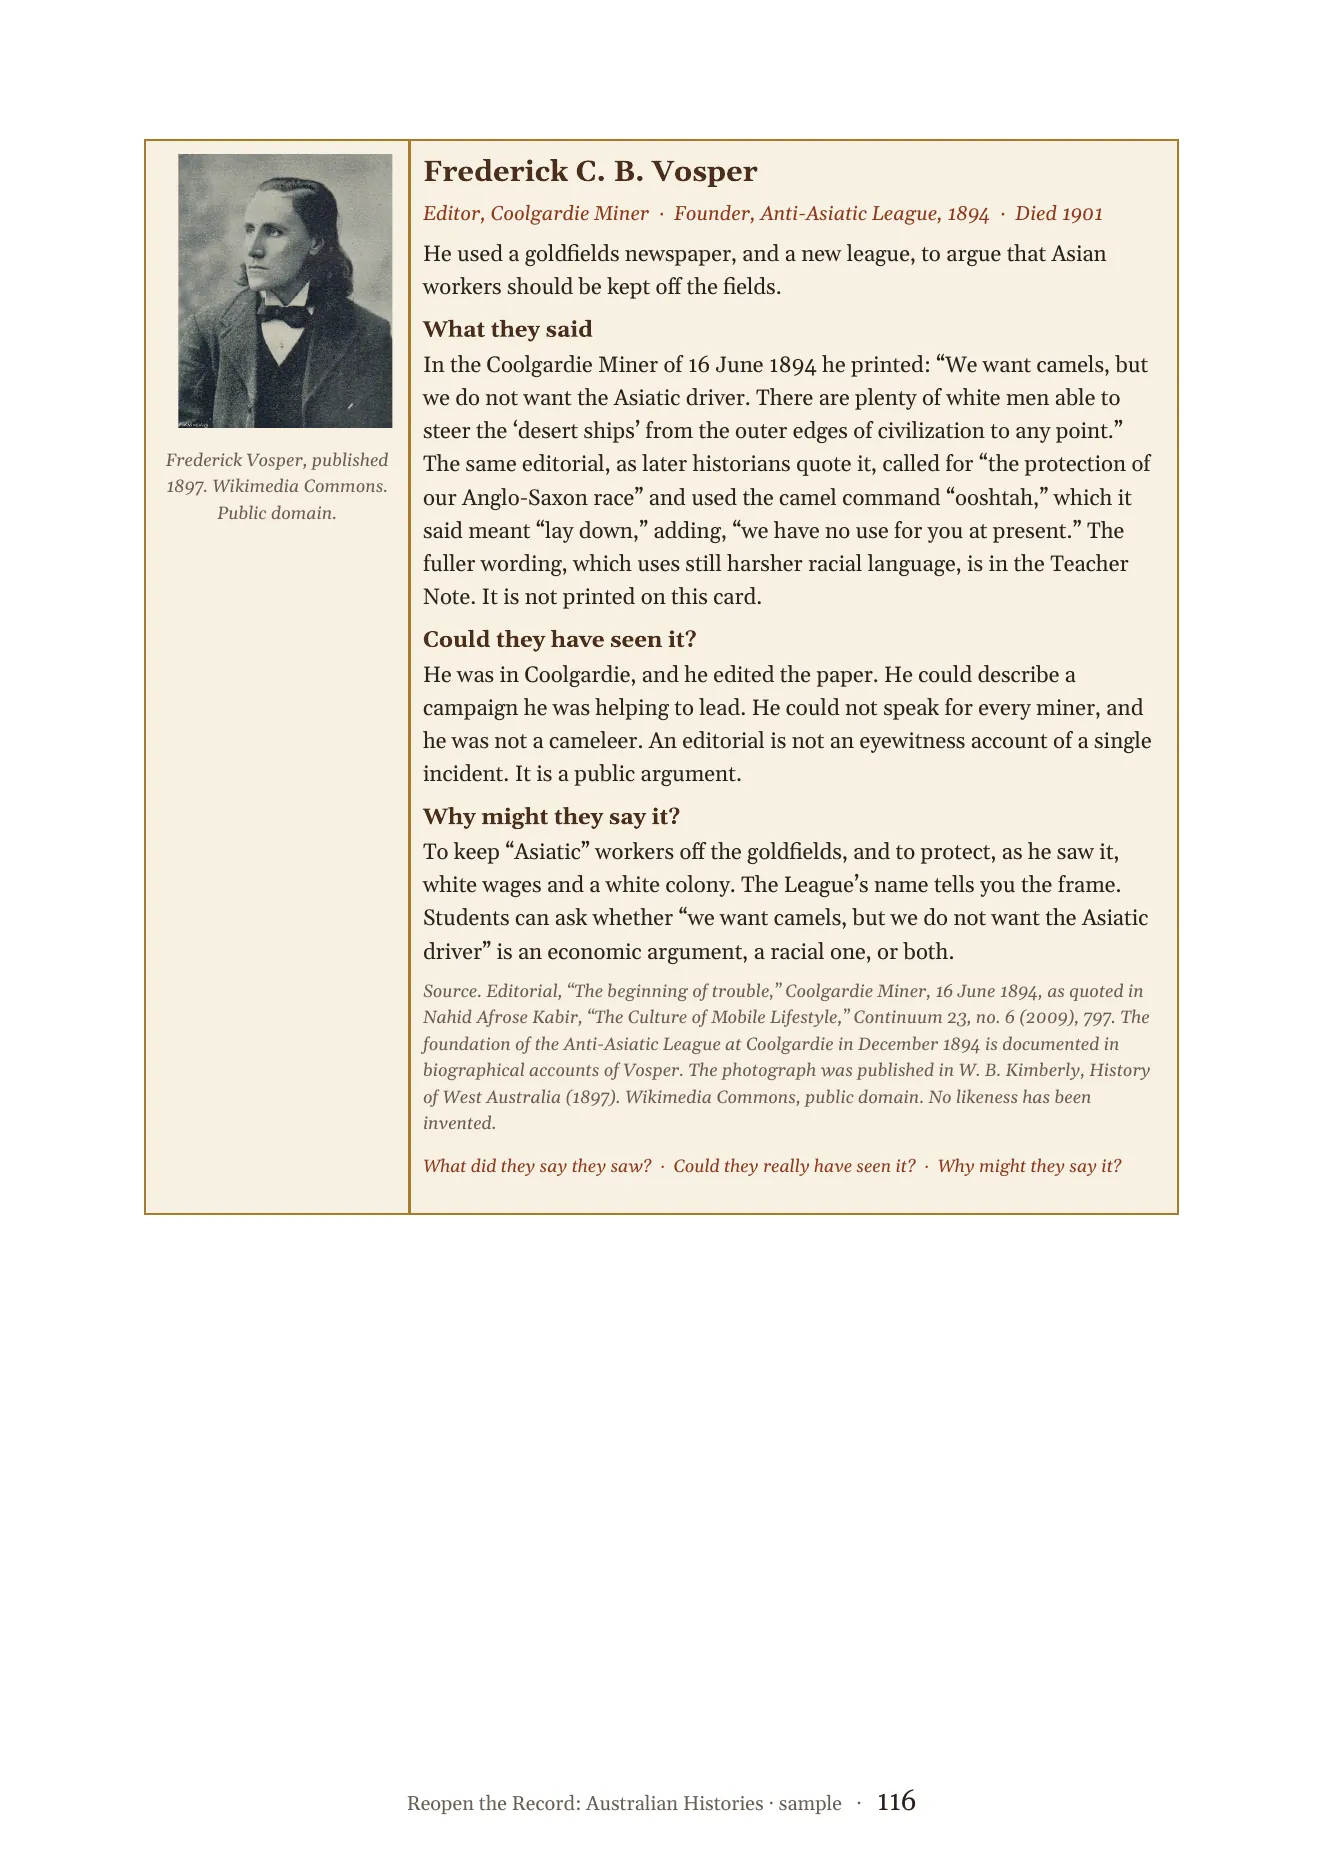 Frederick C. B. Vosper
Editor, Coolgardie Miner · Founder, Anti-Asiatic League, 1894 · Died 1901
He used a goldfields newspaper, and a new league, to argue that Asian
workers should be kept off the fields.
What they said
In the Coolgardie Miner of 16 June 1894 he printed: “We want camels, but
we do not want the Asiatic driver. There are plenty of white men able to
steer the ‘desert ships’ from the outer edges of civilization to any point.”
The same editorial, as later historians quote it, called for “the protection of
our Anglo-Saxon race” and used the camel command “ooshtah,” which it
said meant “lay down,” adding, “we have no use for you at present.” The
fuller wording, which uses still harsher racial language, is in the Teacher
Note. It is not printed on this card.
Could they have seen it?
He was in Coolgardie, and he edited the paper. He could describe a
campaign he was helping to lead. He could not speak for every miner, and
he was not a cameleer. An editorial is not an eyewitness account of a single
incident. It is a public argument.
Why might they say it?
To keep “Asiatic” workers off the goldfields, and to protect, as he saw it,
white wages and a white colony. The League’s name tells you the frame.
Students can ask whether “we want camels, but we do not want the Asiatic
driver” is an economic argument, a racial one, or both.
Source. Editorial, “The beginning of trouble,” Coolgardie Miner, 16 June 1894, as quoted in
Nahid Afrose Kabir, “The Culture of Mobile Lifestyle,” Continuum 23, no. 6 (2009), 797. The
foundation of the Anti-Asiatic League at Coolgardie in December 1894 is documented in
biographical accounts of Vosper. The photograph was published in W. B. Kimberly, History
of West Australia (1897). Wikimedia Commons, public domain. No likeness has been
invented.
What did they say they saw? · Could they really have seen it? · Why might they say it?
Frederick Vosper, published
1897. Wikimedia Commons.
Public domain.
Reopen the Record: Australian Histories · sample · 116